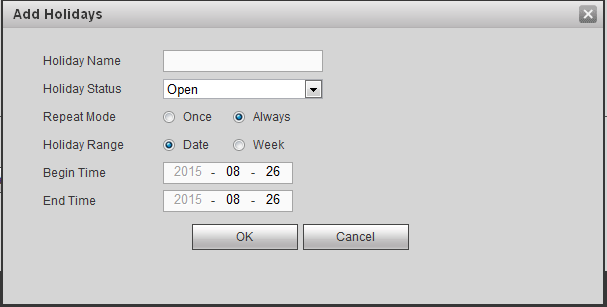 Add Holidays
Holiday Name
Holiday Status Open
Repeat Mode Once Always
Holiday Range Date Week
Begin Time 2015 - 08 - 26
End Time 2015 - 08 - 26
OK Cancel